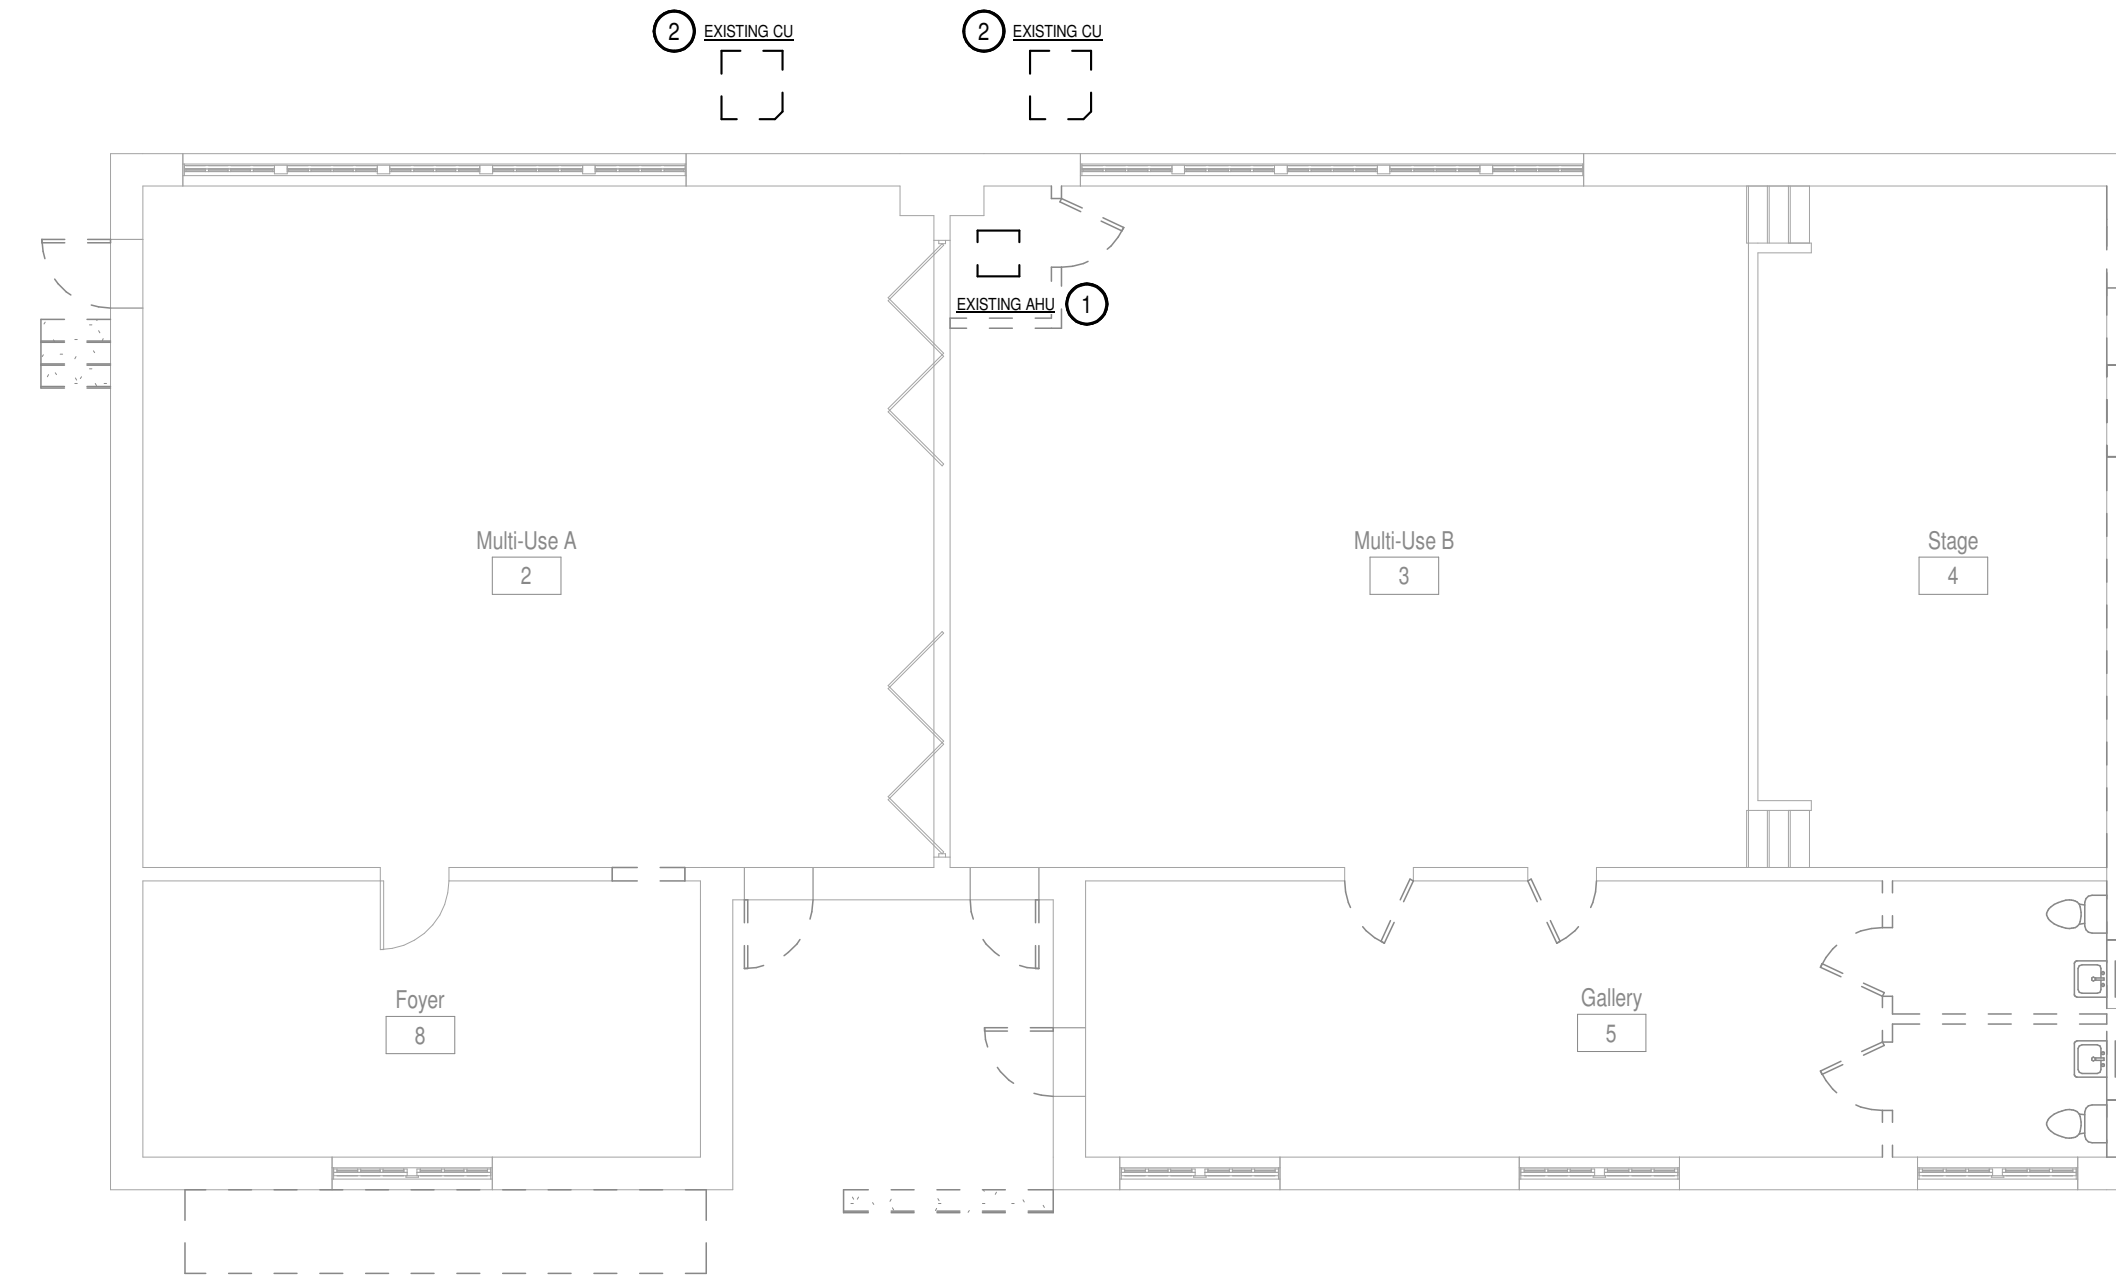 2 EXISTING CU
2 EXISTING CU
EXISTING AHU 1
Multi-Use A
2
Multi-Use B
3
Stage
4
Foyer
8
Gallery
5